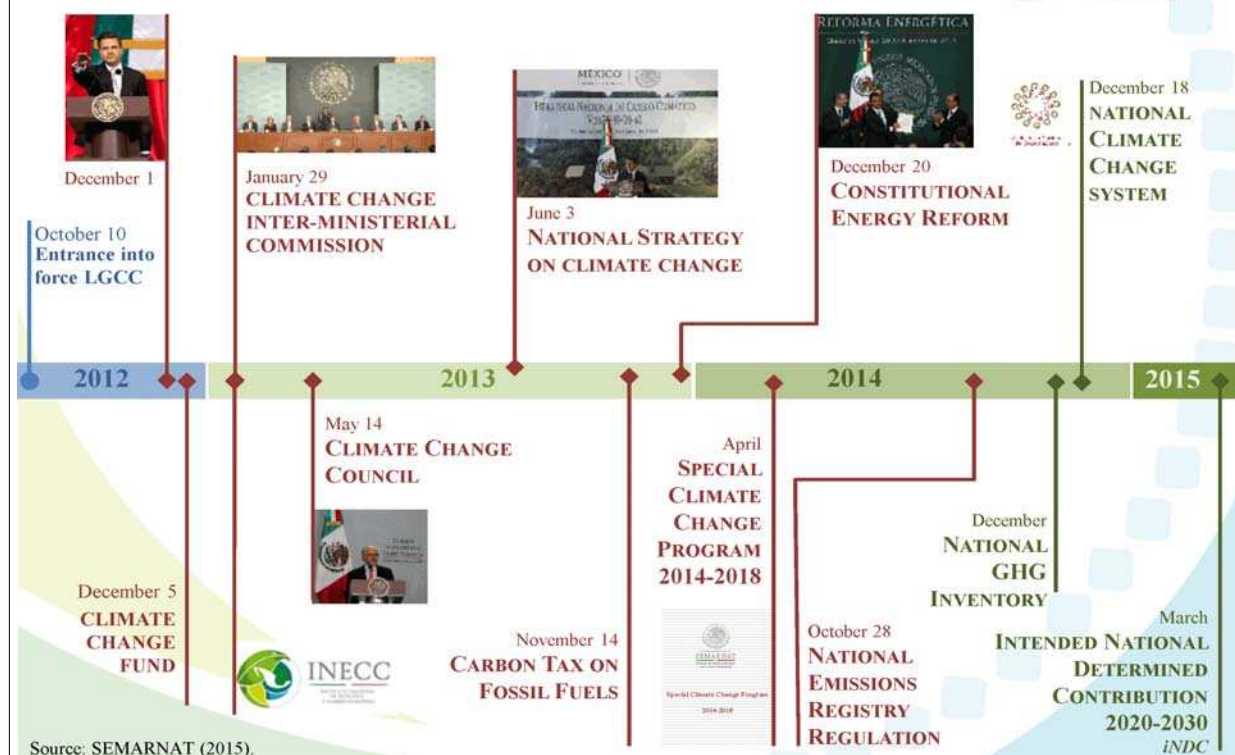 REFORMA ENERGÉTICA
MÉXICO
December 1
January 29
CLIMATE CHANGE
INTER-MINISTERIAL
COMMISSION
June 3
NATIONAL STRATEGY
ON CLIMATE CHANGE
December 20
CONSTITUTIONAL
ENERGY REFORM
December 18
NATIONAL
CLIMATE
CHANGE
SYSTEM
October 10
Entrance into
force LGCC
2012
2013
2014
2015
May 14
CLIMATE CHANGE
COUNCIL
December 5
CLIMATE
CHANGE
FUND
INECC
November 14
CARBON TAX ON
FOSSIL FUELS
April
SPECIAL
CLIMATE
CHANGE
PROGRAM
2014-2018
SEMARNAT
Special Climate Change Program
2014-2018
October 28
NATIONAL
EMISSIONS
REGISTRY
REGULATION
December
NATIONAL
GHG
INVENTORY
March
INTENDED NATIONAL
DETERMINED
CONTRIBUTION
2020-2030
iNDC
Source: SEMARNAT (2015).